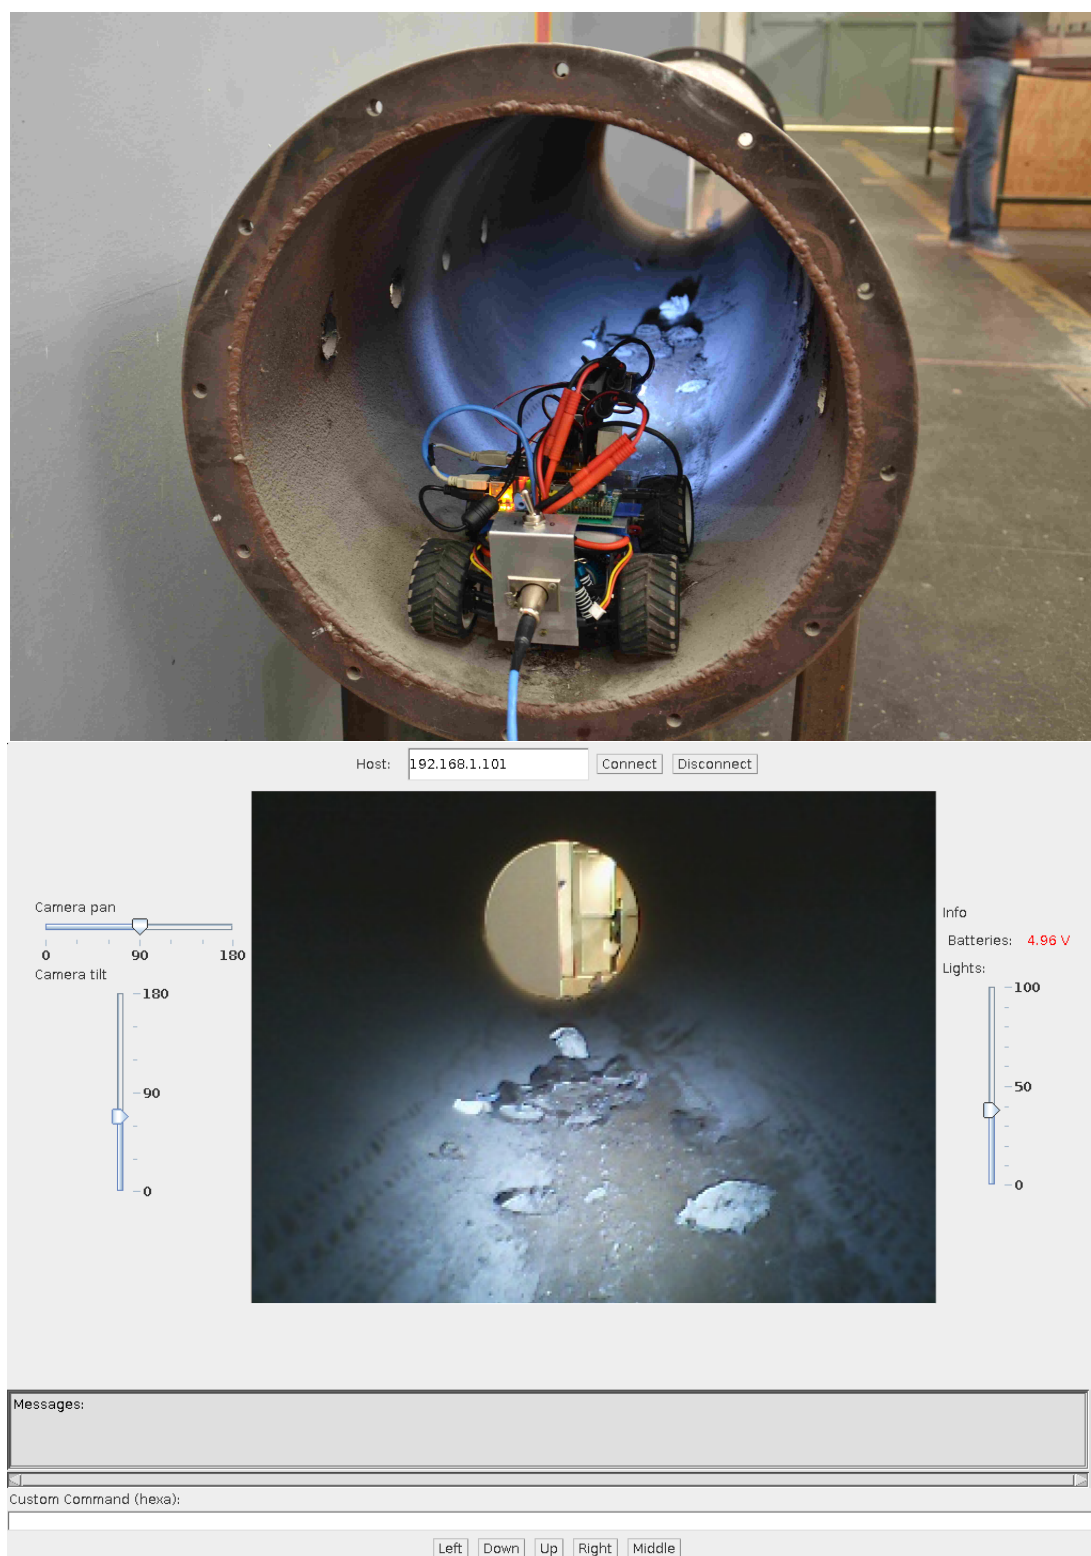 Host: 192.168.1.101 Connect Disconnect
Camera pan
0 90 180
Camera tilt
180
90
0
Info
Batteries: 4.96 V
Lights:
100
50
0
Messages:
Custom Command (hexa):
Left Down Up Right Middle